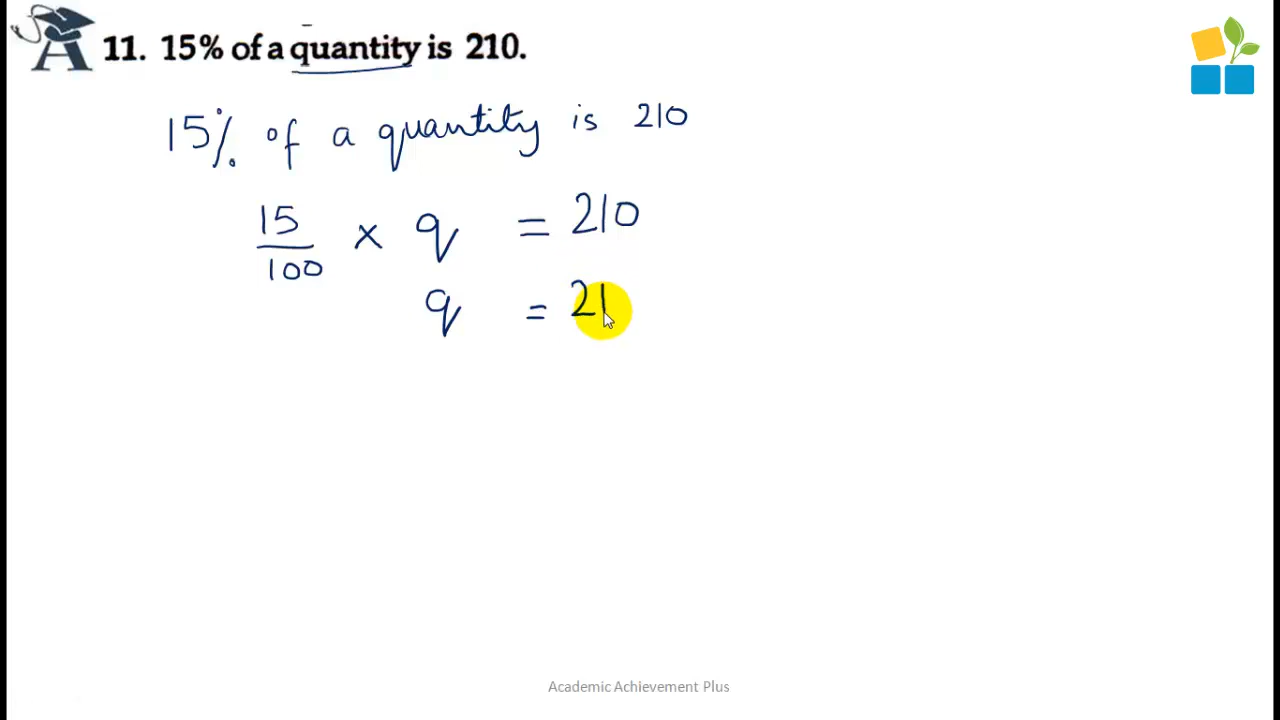 11. 15% of a quantity is 210.
15% of a quantity is 210
15/100 × q = 210
q = 21
Academic Achievement Plus